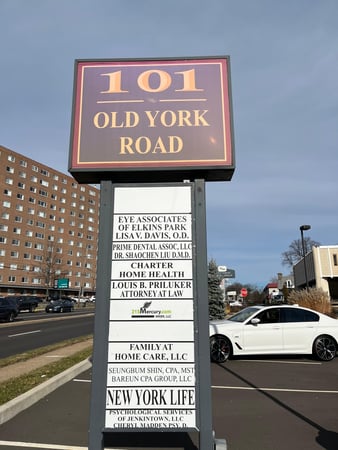 101
OLD YORK
ROAD
EYE ASSOCIATES
OF ELKINS PARK
LISA V. DAVIS, O.D.
PRIME DENTAL ASSOC, LLC
DR. SHAOCHEN LIU D.M.D.
CHARTER
HOME HEALTH
LOUIS B. PRILUKER
ATTORNEY AT LAW
215Mercury.com
FAMILY AT
HOME CARE, LLC
SEUNGBUM SHIN, CPA, MST
BAREUN CPA GROUP, LLC
NEW YORK LIFE
PSYCHOLOGICAL SERVICES
OF JENKINTOWN, LLC
CHERYL MADDEN PSY. D.